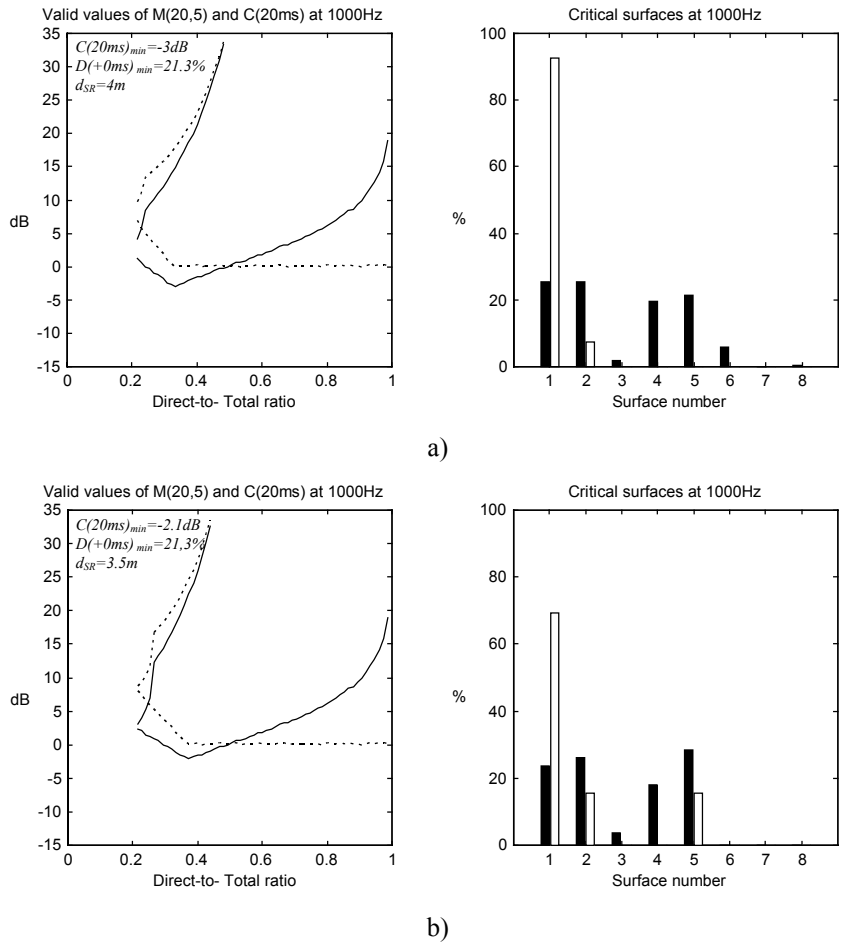 Valid values of M(20,5) and C(20ms) at 1000Hz
C(20ms)min=-3dB
D(+0ms) min=21.3%
dSR=4m
35
30
25
20
15
10
5
0
-5
-10
-15
dB
0 0.2 0.4 0.6 0.8 1
Direct-to- Total ratio
Critical surfaces at 1000Hz
100
80
60
40
20
0
%
1 2 3 4 5 6 7 8
Surface number
a)
Valid values of M(20,5) and C(20ms) at 1000Hz
C(20ms)min=-2.1dB
D(+0ms) min=21,3%
dSR=3.5m
35
30
25
20
15
10
5
0
-5
-10
-15
dB
0 0.2 0.4 0.6 0.8 1
Direct-to- Total ratio
Critical surfaces at 1000Hz
100
80
60
40
20
0
%
1 2 3 4 5 6 7 8
Surface number
b)